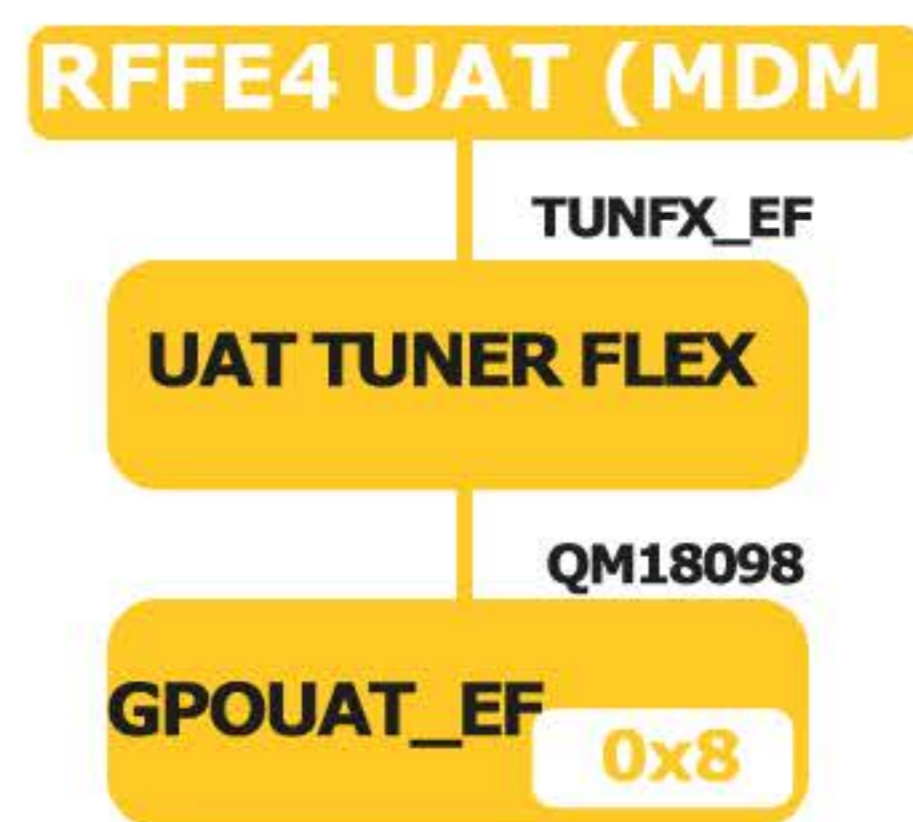 RFFE4 UAT (MDM
TUNFX_EF
UAT TUNER FLEX
QM18098
GPOUAT_EF
0x8